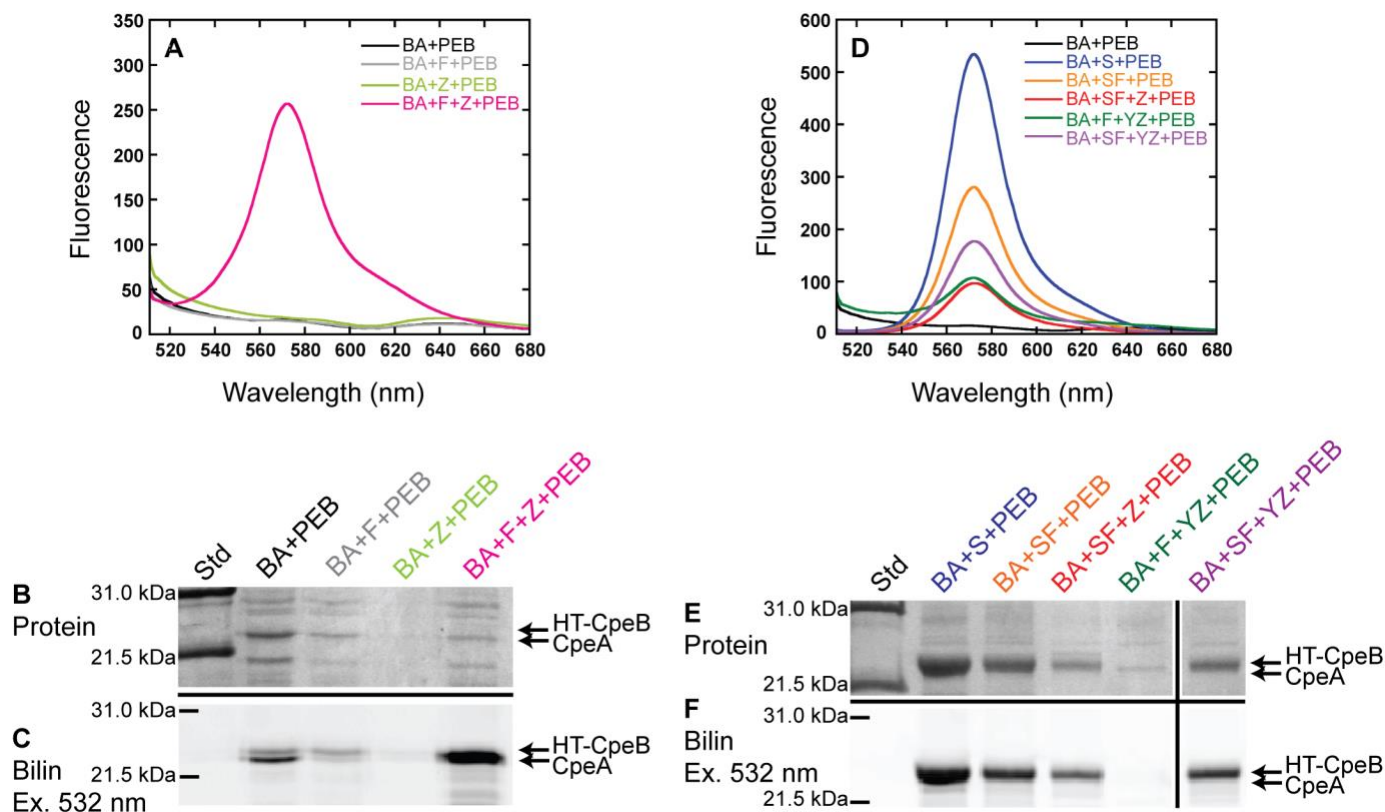 A
350
300
250
200
150
100
50
0
Fluorescence
BA+PEB
BA+F+PEB
BA+Z+PEB
BA+F+Z+PEB
520 540 560 580 600 620 640 660 680
Wavelength (nm)
D
600
500
400
300
200
100
0
Fluorescence
BA+PEB
BA+S+PEB
BA+SF+PEB
BA+SF+Z+PEB
BA+F+YZ+PEB
BA+SF+YZ+PEB
520 540 560 580 600 620 640 660 680
Wavelength (nm)
Std
BA+PEB
BA+F+PEB
BA+Z+PEB
BA+F+Z+PEB
B
Protein
31.0 kDa
21.5 kDa
HT-CpeB
CpeA
C
Bilin
Ex. 532 nm
31.0 kDa
21.5 kDa
HT-CpeB
CpeA
Std
BA+S+PEB
BA+SF+PEB
BA+SF+Z+PEB
BA+F+YZ+PEB
BA+SF+YZ+PEB
E
Protein
31.0 kDa
21.5 kDa
HT-CpeB
CpeA
F
Bilin
Ex. 532 nm
31.0 kDa
21.5 kDa
HT-CpeB
CpeA